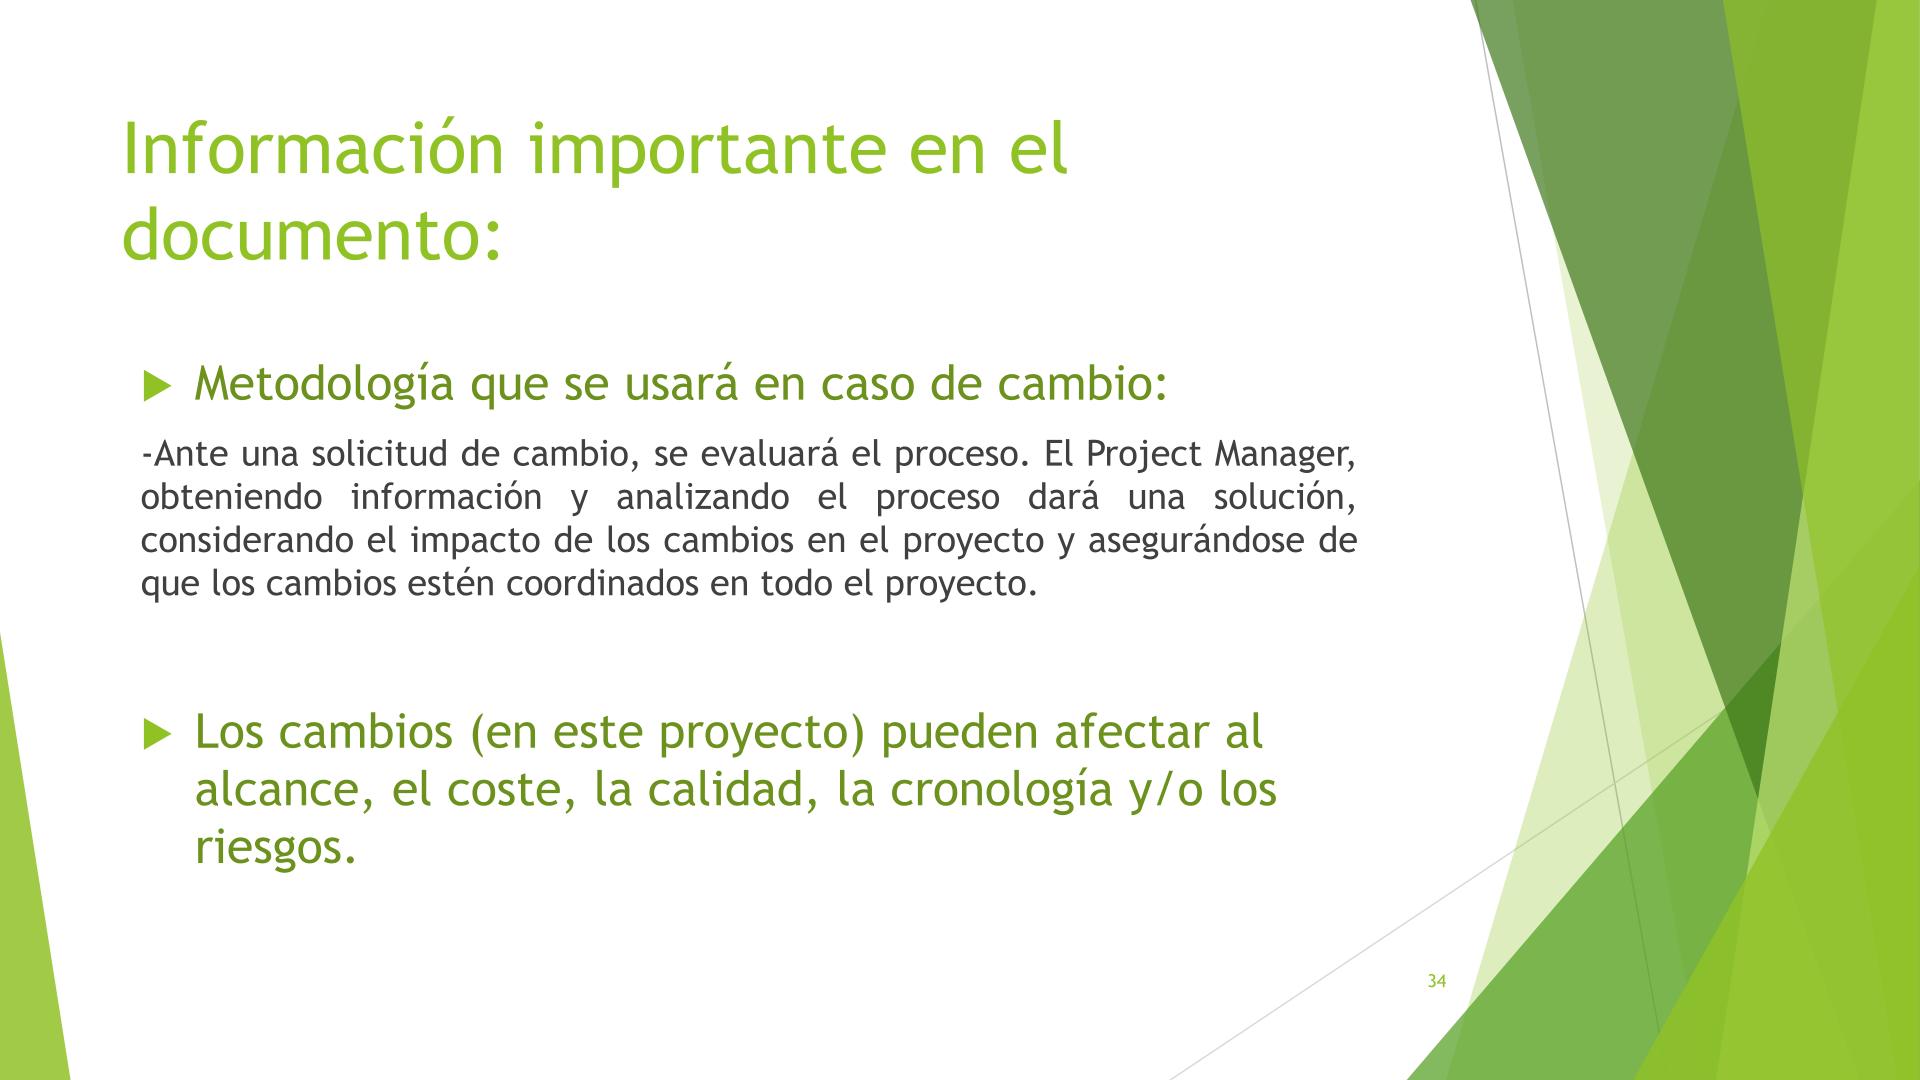 Información importante en el
documento:
Metodología que se usará en caso de cambio:
-Ante una solicitud de cambio, se evaluará el proceso. El Project Manager,
obteniendo información y analizando el proceso dará una solución,
considerando el impacto de los cambios en el proyecto y asegurándose de
que los cambios estén coordinados en todo el proyecto.
Los cambios (en este proyecto) pueden afectar al
alcance, el coste, la calidad, la cronología y/o los
riesgos.
34